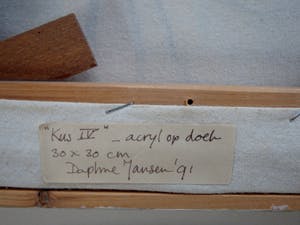 "Kus IV" - acryl op doek
30 x 30 cm
Daphne Jansen '91